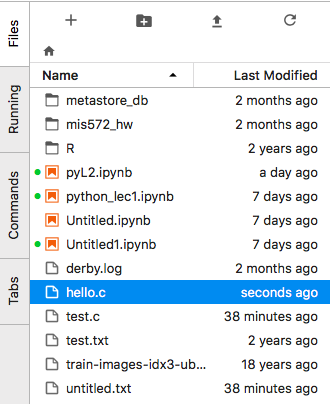 Files
Running
Commands
Tabs
Name Last Modified
metastore_db 2 months ago
mis572_hw 2 months ago
R 2 years ago
pyL2.ipynb a day ago
python_lec1.ipynb 7 days ago
Untitled.ipynb 7 days ago
Untitled1.ipynb 7 days ago
derby.log 2 months ago
hello.c seconds ago
test.c 38 minutes ago
test.txt 2 years ago
train-images-idx3-ub... 18 years ago
untitled.txt 38 minutes ago